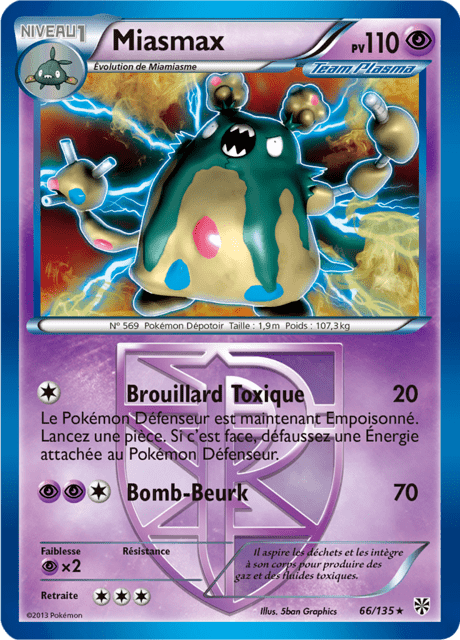 NIVEAU 1
Miasmax
PV110
Évolution de Miamiasme
Team Plasma
N° 569 Pokémon Dépotoir Taille : 1,9 m Poids : 107,3 kg
Brouillard Toxique 20
Le Pokémon Défenseur est maintenant Empoisonné.
Lancez une pièce. Si c'est face, défaussez une Énergie
attachée au Pokémon Défenseur.
Bomb-Beurk 70
Faiblesse Résistance
×2
Il aspire les déchets et les intègre
à son corps pour produire des
gaz et des fluides toxiques.
Retraite
©2013 Pokémon
Illus. 5ban Graphics
66/135 ★